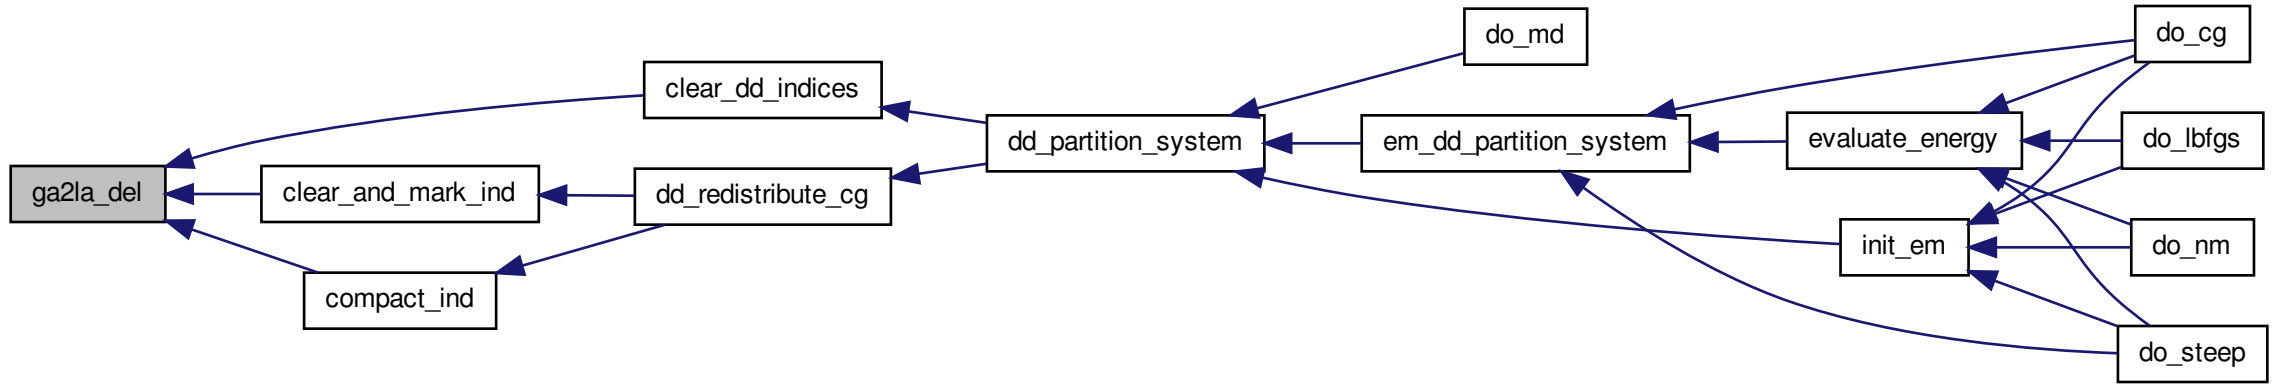 ga2la_del
clear_dd_indices
clear_and_mark_ind
compact_ind
dd_redistribute_cg
dd_partition_system
do_md
em_dd_partition_system
evaluate_energy
init_em
do_cg
do_lbfgs
do_nm
do_steep